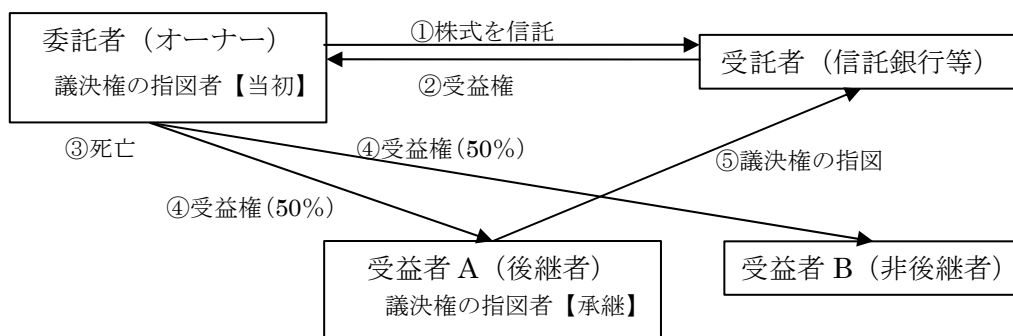 委託者（オーナー）
議決権の指図者【当初】
①株式を信託
②受益権
受託者（信託銀行等）
③死亡
④受益権（50％）
④受益権（50％）
⑤議決権の指図
受益者 A（後継者）
議決権の指図者【承継】
受益者 B（非後継者）